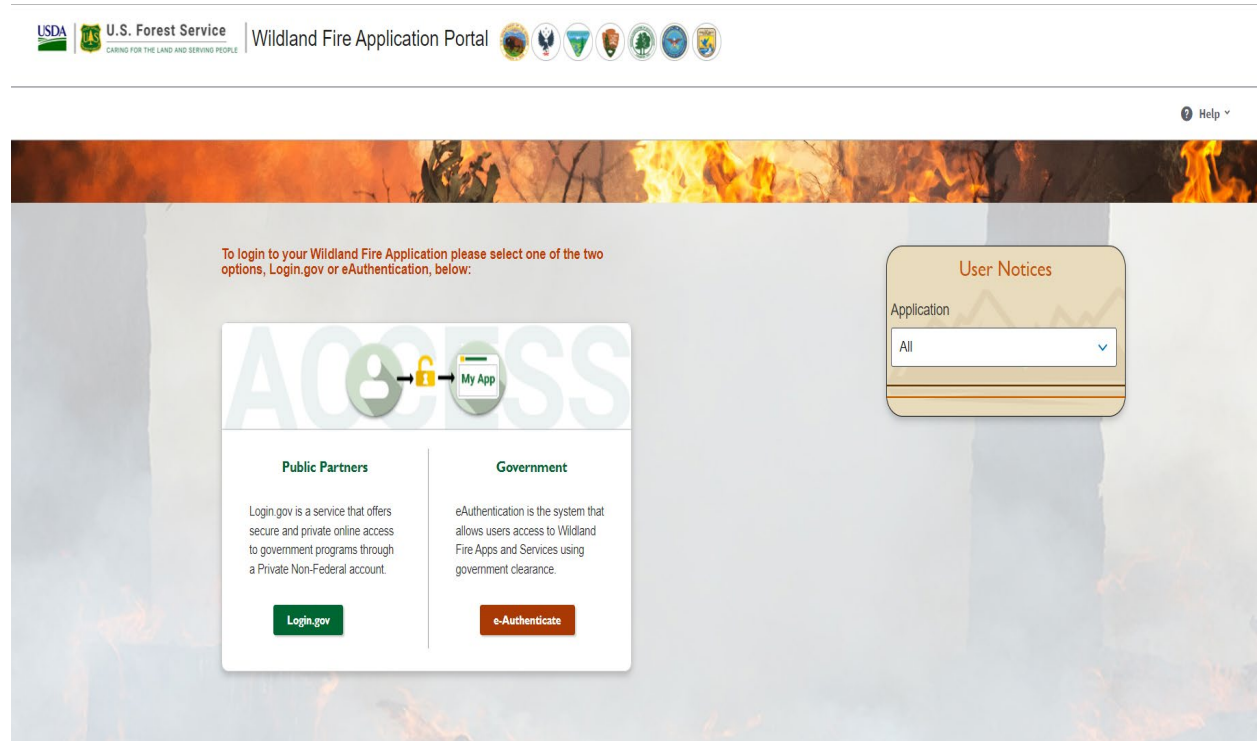 USDA
U.S. Forest Service
CARING FOR THE LAND AND SERVING PEOPLE
Wildland Fire Application Portal
Help
To login to your Wildland Fire Application please select one of the two
options, Login.gov or eAuthentication, below:
ACCESS
My App
Public Partners
Login.gov is a service that offers
secure and private online access
to government programs through
a Private Non-Federal account.
Login.gov
Government
eAuthentication is the system that
allows users access to Wildland
Fire Apps and Services using
government clearance.
e-Authenticate
User Notices
Application
All